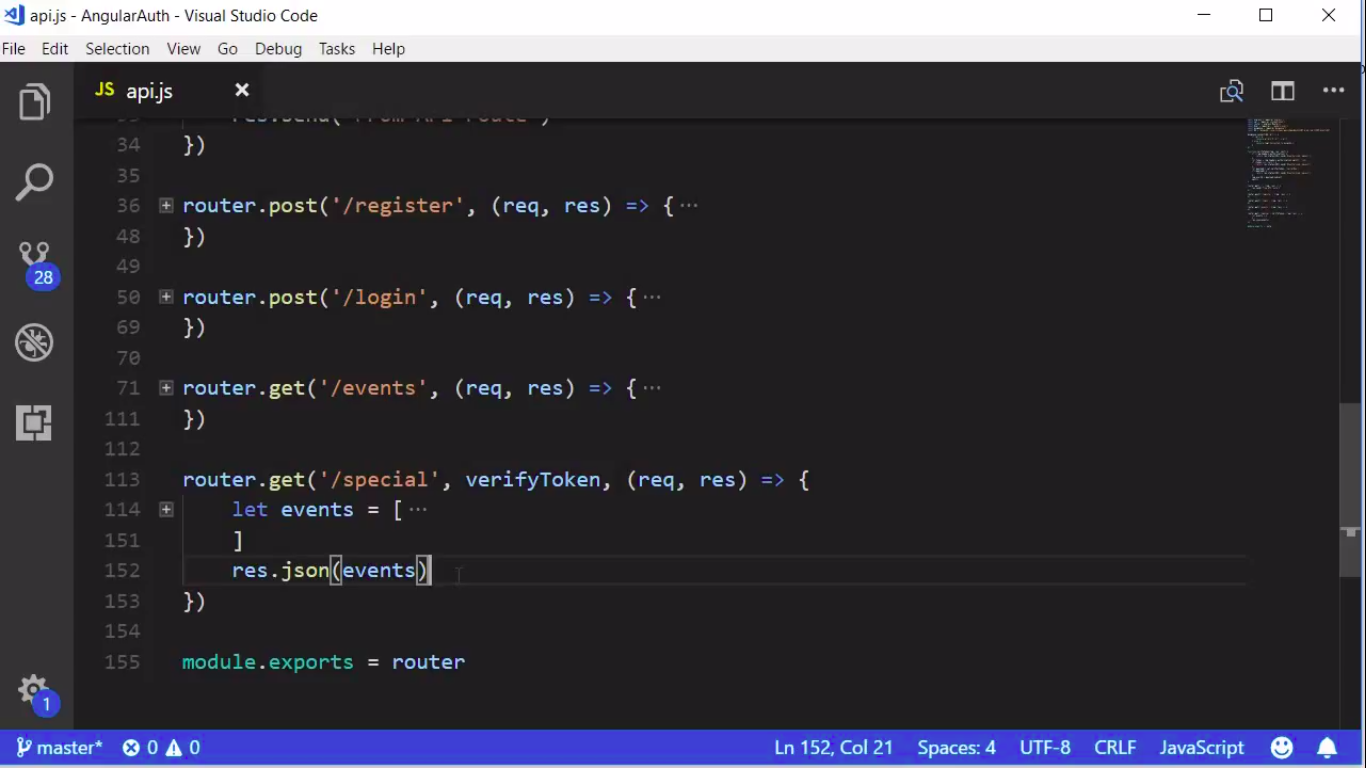 api.js - AngularAuth - Visual Studio Code
File Edit Selection View Go Debug Tasks Help
JS api.js
34 })
35
36 router.post('/register', (req, res) => {···
48 })
49
50 router.post('/login', (req, res) => {···
69 })
70
71 router.get('/events', (req, res) => {···
111 })
112
113 router.get('/special', verifyToken, (req, res) => {
114 let events = [···
151 ]
152 res.json(events)
153 })
154
155 module.exports = router
28
1
master* 0 0 Ln 152, Col 21 Spaces: 4 UTF-8 CRLF JavaScript